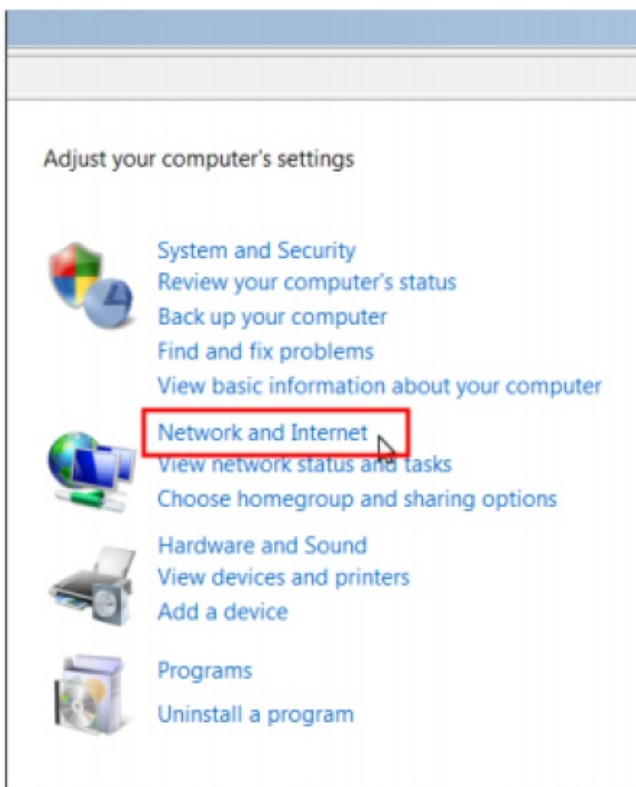 Adjust your computer's settings
System and Security
Review your computer's status
Back up your computer
Find and fix problems
View basic information about your computer
Network and Internet
View network status and tasks
Choose homegroup and sharing options
Hardware and Sound
View devices and printers
Add a device
Programs
Uninstall a program